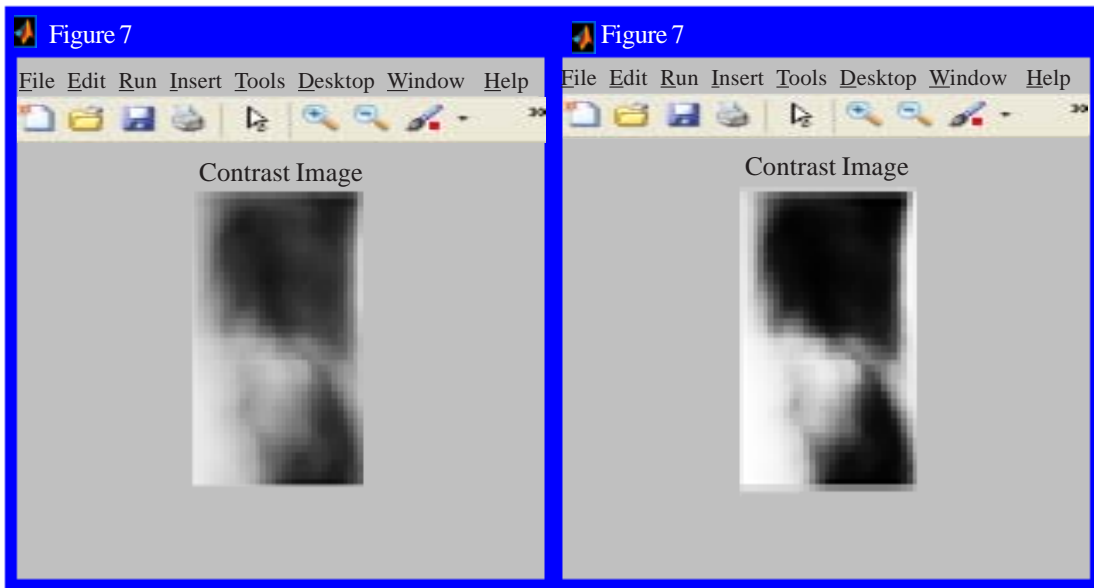 Figure 7
File Edit Run Insert Tools Desktop Window Help
Contrast Image
Figure 7
File Edit Run Insert Tools Desktop Window Help
Contrast Image